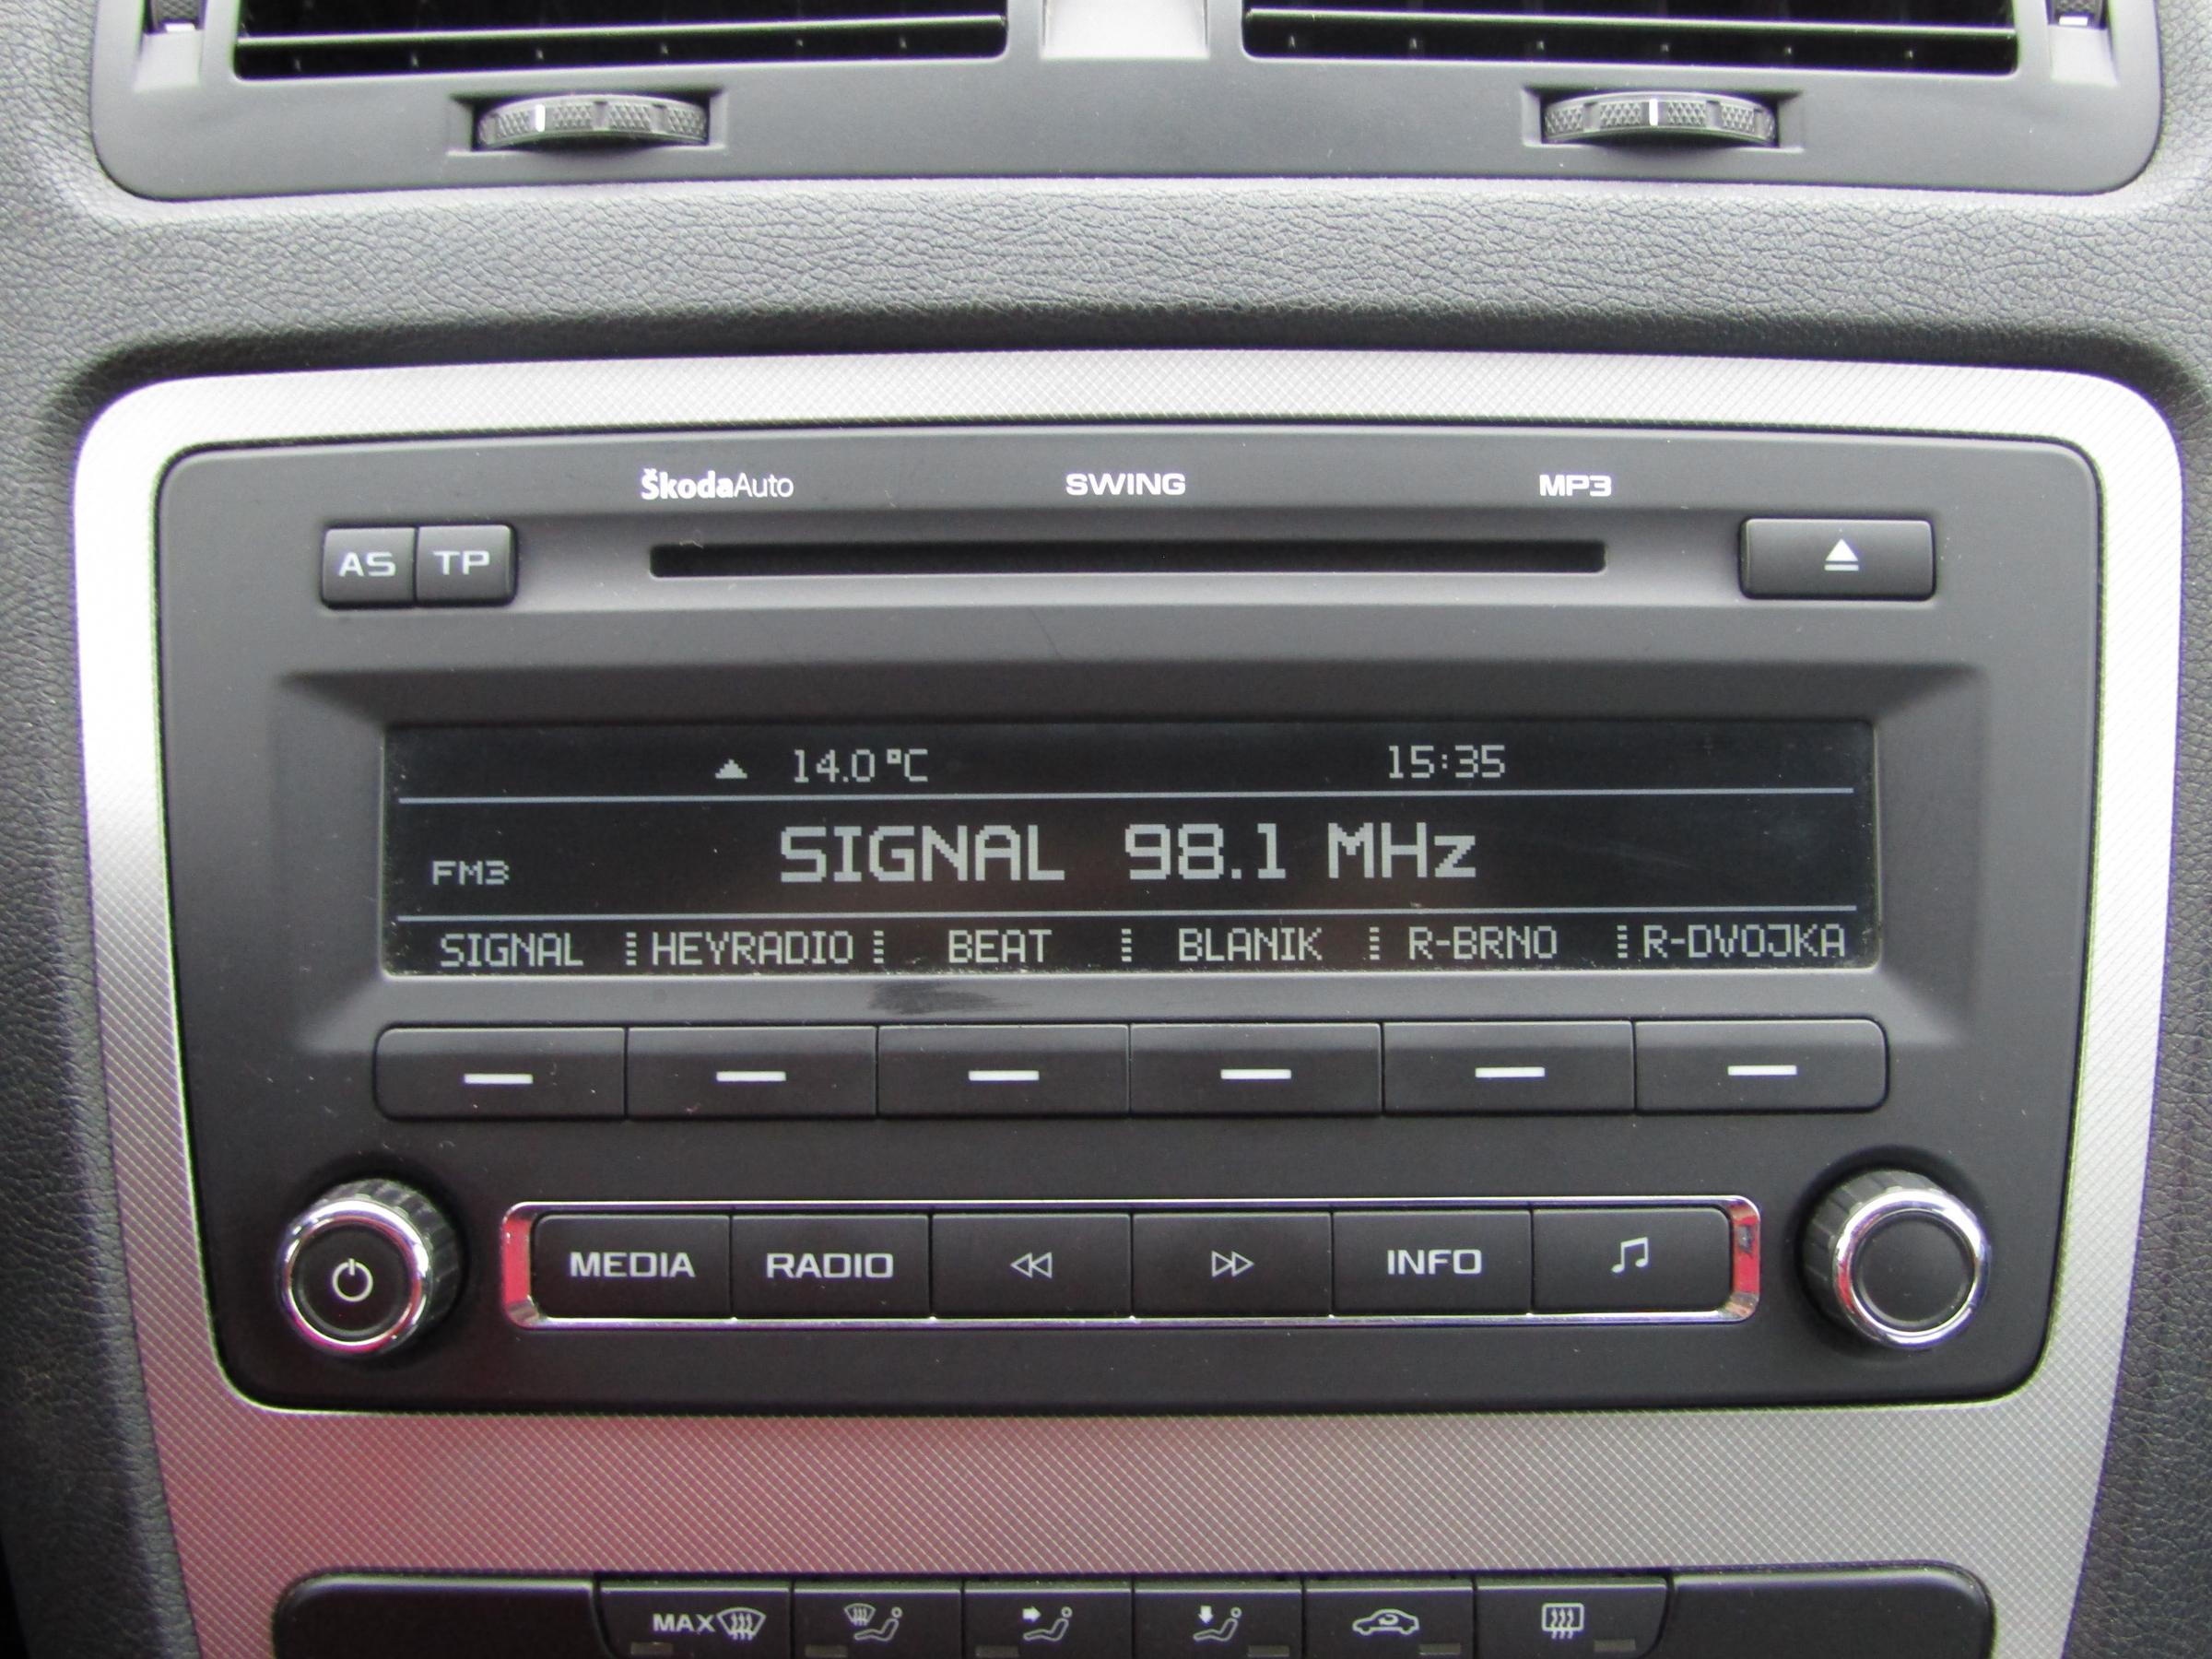 ŠkodaAuto SWING MP3
AS TP
14.0 °C 15:35
FM3 SIGNAL 98.1 MHz
SIGNAL HEYRADIO BEAT BLANIK R-BRNO R-DVOJKA
MEDIA RADIO INFO
MAX